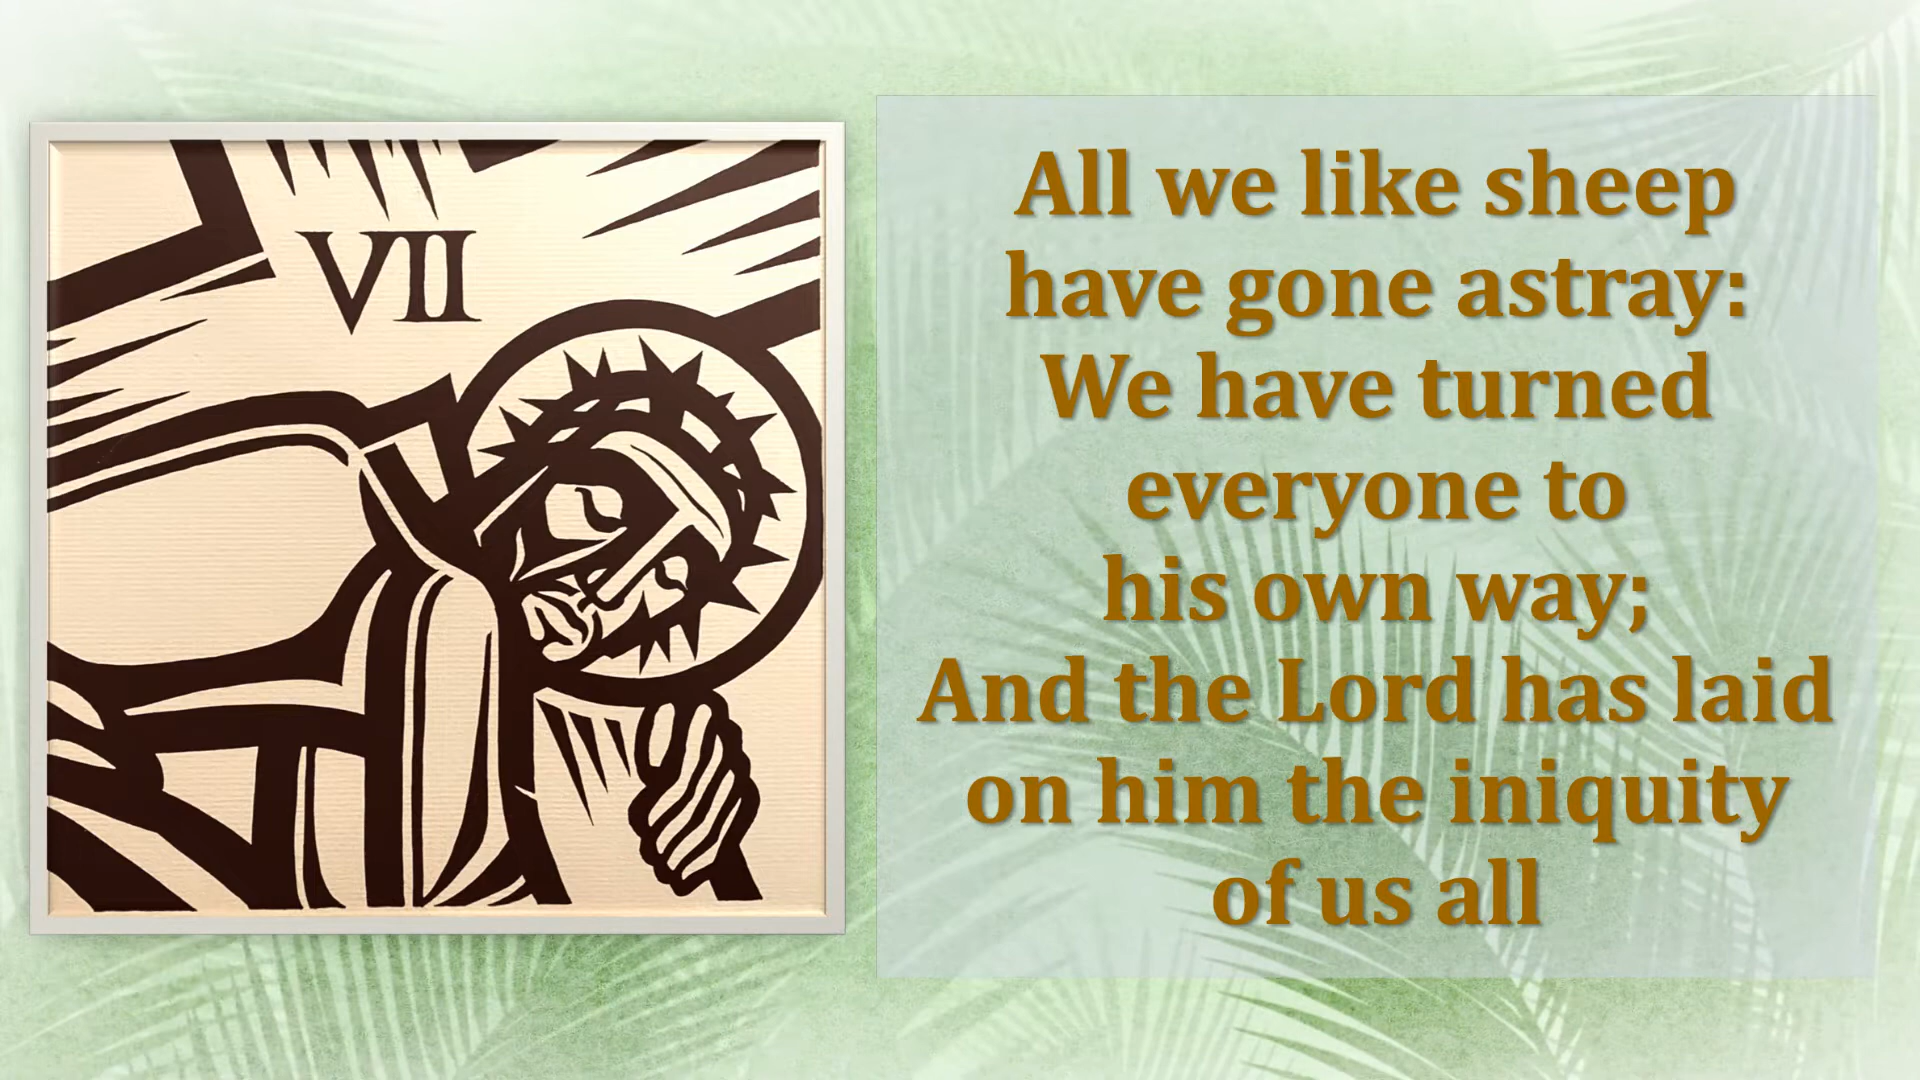 VII
All we like sheep
have gone astray:
We have turned
everyone to
his own way;
And the Lord has laid
on him the iniquity
of us all